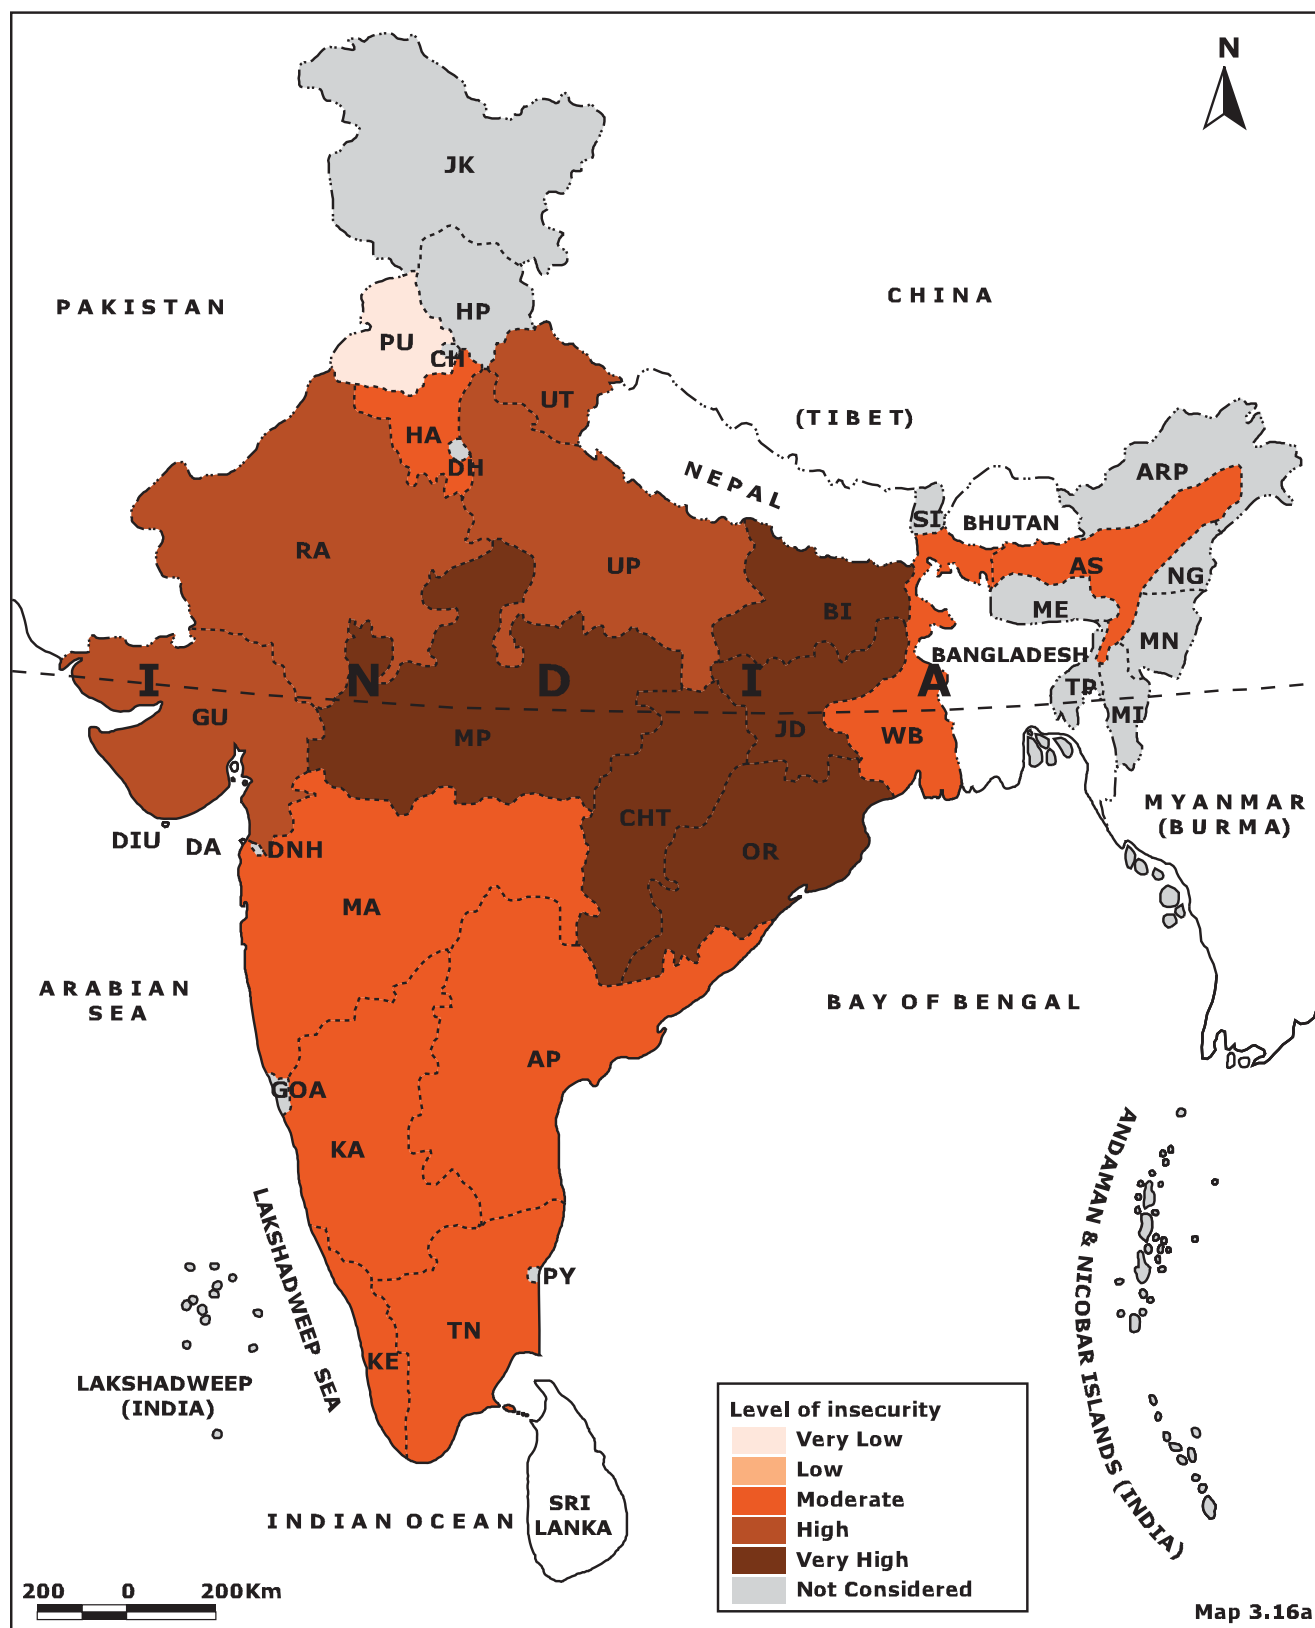 N
JK
PAKISTAN
CHINA
HP
PU
CH
UT
(TIBET)
HA
DH
NEPAL
ARP
SI
BHUTAN
RA
UP
AS
NG
BI
ME
MN
BANGLADESH
I N D I A
TP
GU
MI
MP
JD
WB
MYANMAR
(BURMA)
CHT
DIU
DA
DNH
OR
MA
ARABIAN
SEA
BAY OF BENGAL
AP
GOA
KA
ANDAMAN & NICOBAR ISLANDS (INDIA)
LAKSHADWEEP SEA
PY
TN
KE
LAKSHADWEEP
(INDIA)
Level of insecurity
Very Low
Low
Moderate
High
Very High
Not Considered
SRI
LANKA
INDIAN OCEAN
200 0 200Km
Map 3.16a